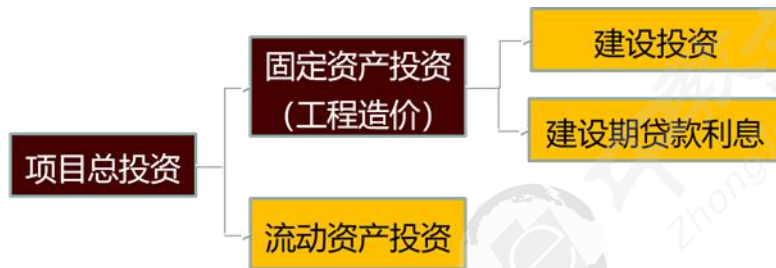 建设投资
固定资产投资
(工程造价)
建设期贷款利息
项目总投资
流动资产投资